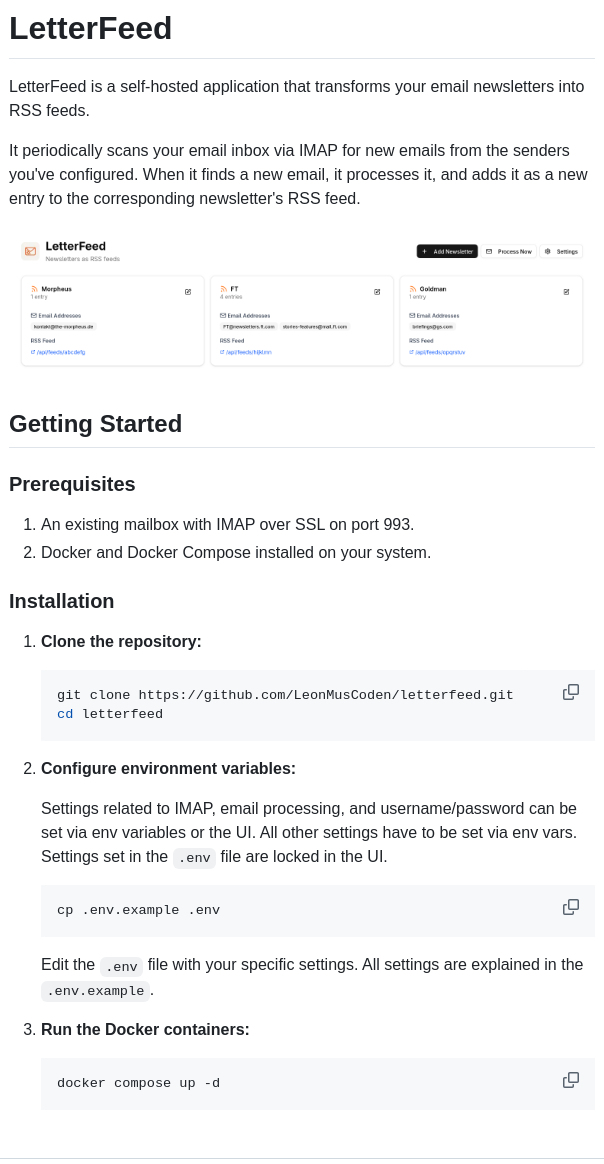 LetterFeed
LetterFeed is a self-hosted application that transforms your email newsletters into
RSS feeds.
It periodically scans your email inbox via IMAP for new emails from the senders
you've configured. When it finds a new email, it processes it, and adds it as a new
entry to the corresponding newsletter's RSS feed.
LetterFeed
Newsletters as RSS feeds
Add Newsletter Process Now Settings
Morpheus
1 entry
Email Addresses
kontakt@the-morpheus.de
RSS Feed
/api/feeds/abcdefg
FT
4 entries
Email Addresses
FT@newsletters.ft.com stories-features@mail.ft.com
RSS Feed
/api/feeds/hijklmn
Goldman
1 entry
Email Addresses
briefings@gs.com
RSS Feed
/api/feeds/opqrstuv
Getting Started
Prerequisites
1. An existing mailbox with IMAP over SSL on port 993.
2. Docker and Docker Compose installed on your system.
Installation
1. Clone the repository:
git clone https://github.com/LeonMusCoden/letterfeed.git
cd letterfeed
2. Configure environment variables:
Settings related to IMAP, email processing, and username/password can be
set via env variables or the UI. All other settings have to be set via env vars.
Settings set in the .env file are locked in the UI.
cp .env.example .env
Edit the .env file with your specific settings. All settings are explained in the
.env.example.
3. Run the Docker containers:
docker compose up -d